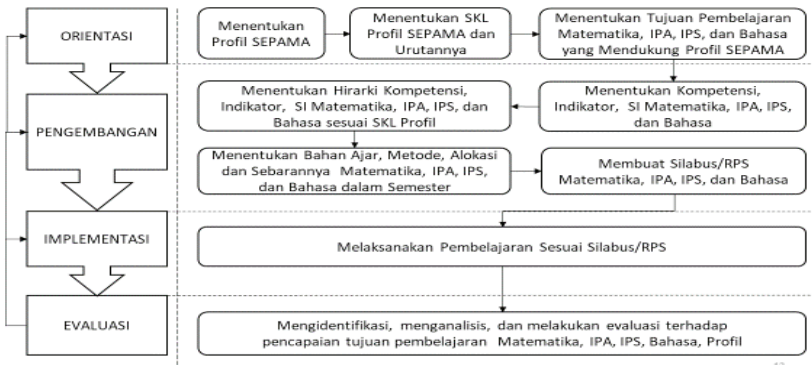 ORIENTASI
Menentukan
Profil SEPAMA
Menentukan SKL
Profil SEPAMA dan
Urutannya
Menentukan Tujuan Pembelajaran
Matematika, IPA, IPS, dan Bahasa
yang Mendukung Profil SEPAMA
PENGEMBANGAN
Menentukan Hirarki Kompetensi,
Indikator, SI Matematika, IPA, IPS, dan
Bahasa sesuai SKL Profil
Menentukan Kompetensi,
Indikator, SI Matematika, IPA, IPS,
dan Bahasa
Menentukan Bahan Ajar, Metode, Alokasi
dan Sebarannya Matematika, IPA, IPS,
dan Bahasa dalam Semester
Membuat Silabus/RPS
Matematika, IPA, IPS, dan Bahasa
IMPLEMENTASI
Melaksanakan Pembelajaran Sesuai Silabus/RPS
EVALUASI
Mengidentifikasi, menganalisis, dan melakukan evaluasi terhadap
pencapaian tujuan pembelajaran Matematika, IPA, IPS, Bahasa, Profil